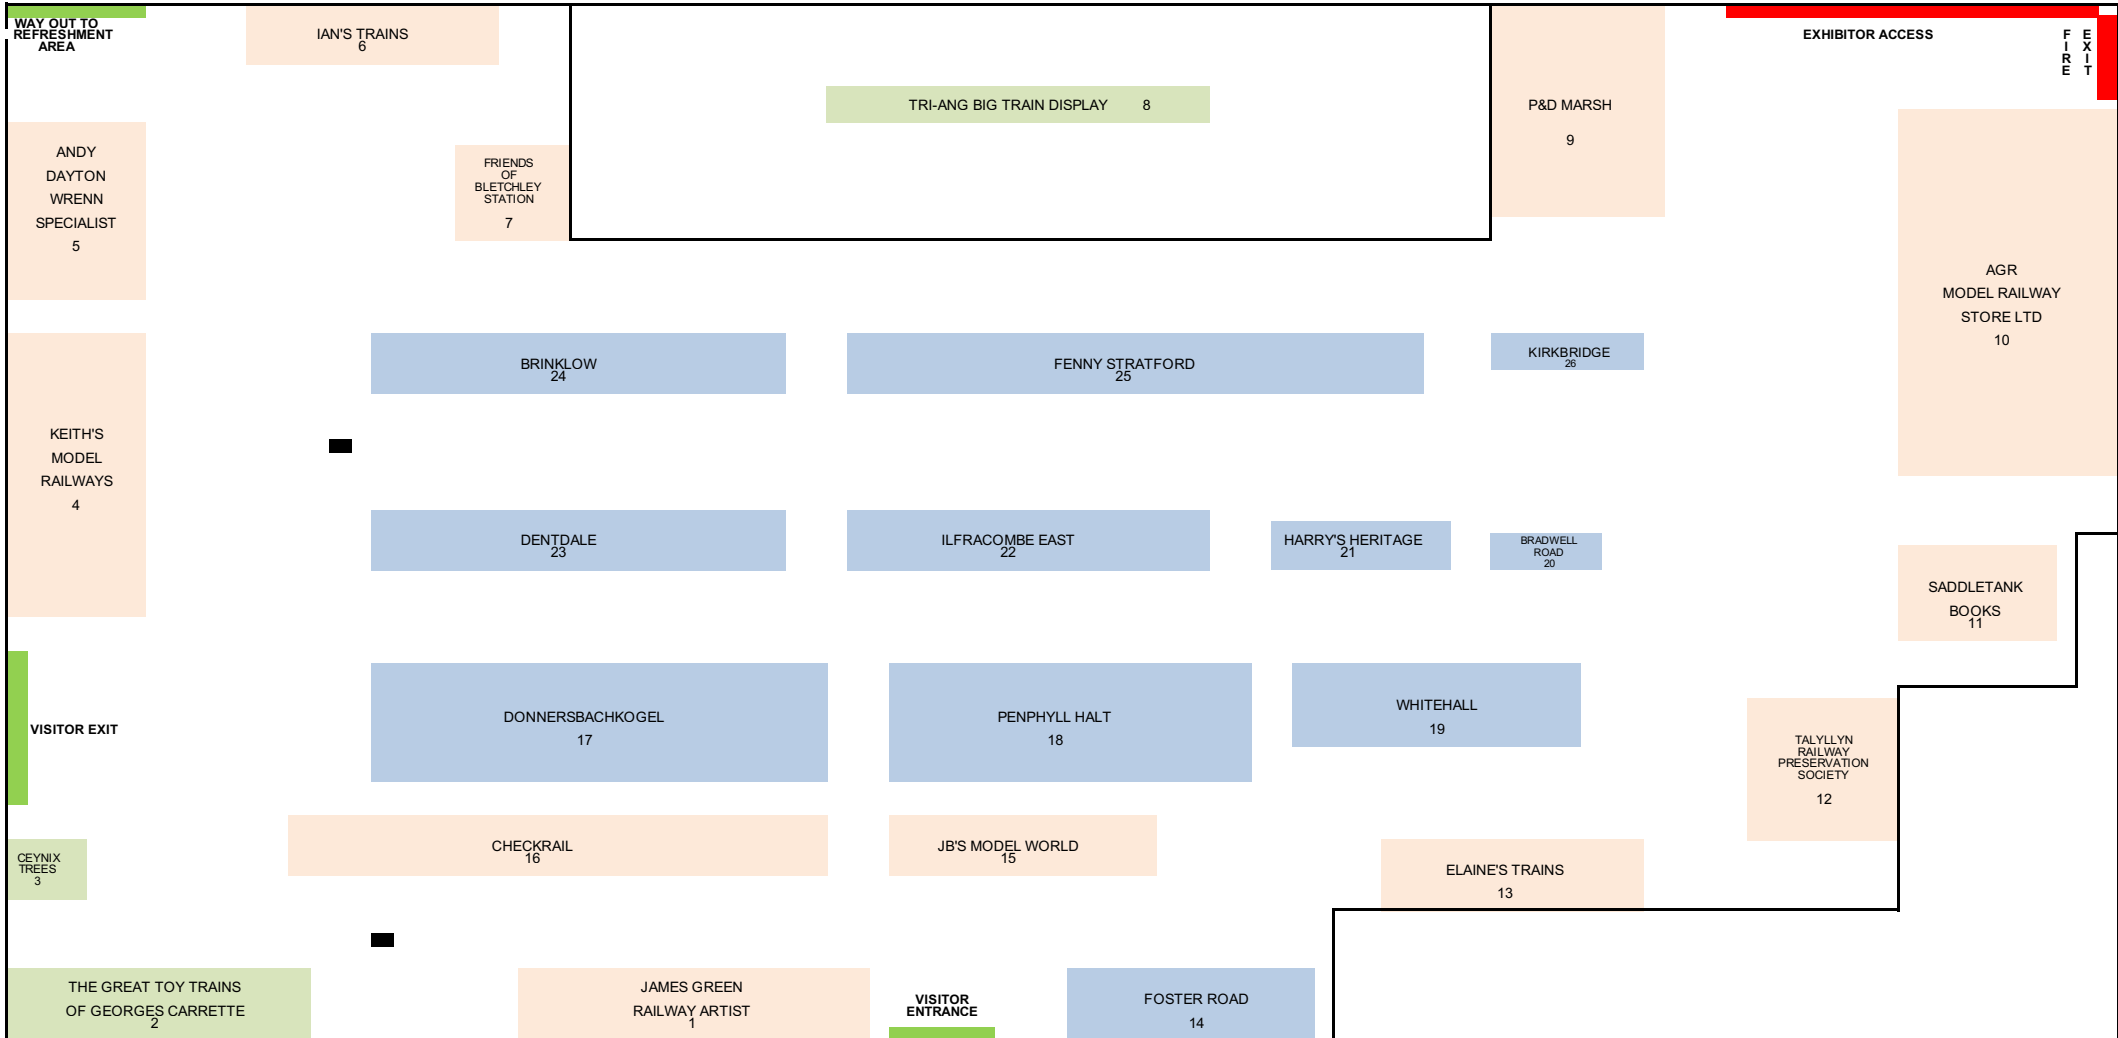 WAY OUT TO
REFRESHMENT
AREA
IAN'S TRAINS
6
EXHIBITOR ACCESS
FIRE
EXIT
TRI-ANG BIG TRAIN DISPLAY 8
P&D MARSH
9
ANDY
DAYTON
WRENN
SPECIALIST
5
FRIENDS
OF
BLETCHLEY
STATION
7
AGR
MODEL RAILWAY
STORE LTD
10
BRINKLOW
24
FENNY STRATFORD
25
KIRKBRIDGE
26
KEITH'S
MODEL
RAILWAYS
4
DENTDALE
23
ILFRACOMBE EAST
22
HARRY'S HERITAGE
21
BRADWELL
ROAD
20
SADDLETANK
BOOKS
11
VISITOR EXIT
DONNERSBACHKOGEL
17
PENPHYLL HALT
18
WHITEHALL
19
TALYLLYN
RAILWAY
PRESERVATION
SOCIETY
12
CEYNIX
TREES
3
CHECKRAIL
16
JB'S MODEL WORLD
15
ELAINE'S TRAINS
13
THE GREAT TOY TRAINS
OF GEORGES CARRETTE
2
JAMES GREEN
RAILWAY ARTIST
1
VISITOR
ENTRANCE
FOSTER ROAD
14